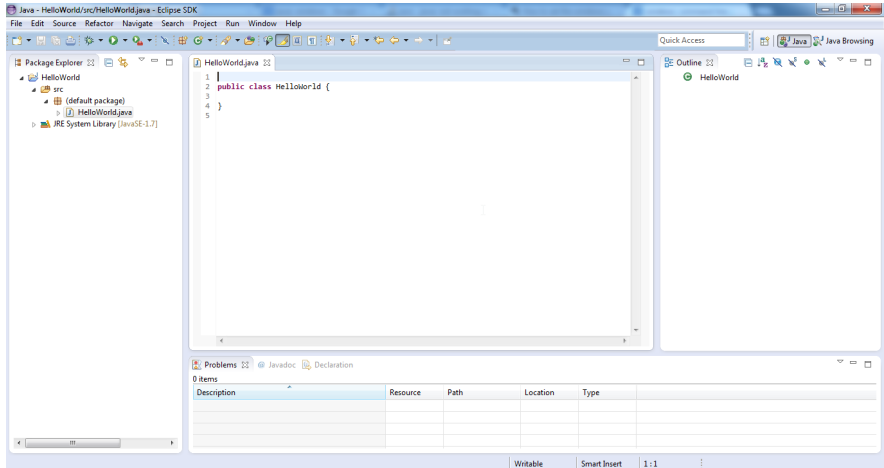 Java - HelloWorld/src/HelloWorld.java - Eclipse SDK
File Edit Source Refactor Navigate Search Project Run Window Help
Quick Access
Java
Java Browsing
Package Explorer
HelloWorld
src
(default package)
HelloWorld.java
JRE System Library [JavaSE-1.7]
HelloWorld.java
1
2 public class HelloWorld {
3
4 }
5
Outline
HelloWorld
Problems @ Javadoc Declaration
0 items
Description Resource Path Location Type
Writable Smart Insert 1 : 1